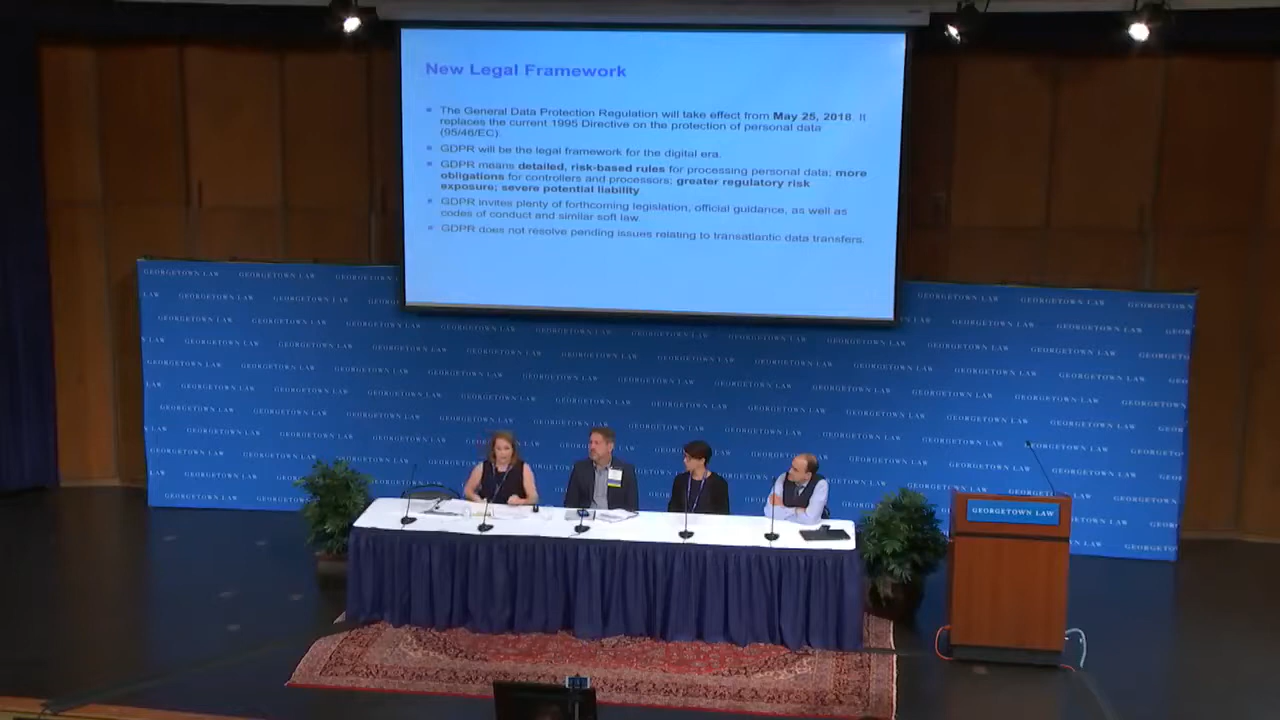 New Legal Framework
The General Data Protection Regulation will take effect from May 25, 2018. It
replaces the current 1995 Directive on the protection of personal data
(95/46/EC).
GDPR will be the legal framework for the digital era.
GDPR means detailed, risk-based rules for processing personal data; more
obligations for controllers and processors; greater regulatory risk
exposure; severe potential liability
GDPR invites plenty of forthcoming legislation, official guidance, as well as
codes of conduct and similar soft law.
GDPR does not resolve pending issues relating to transatlantic data transfers.
GEORGETOWN LAW
GEORGETOWN LAW